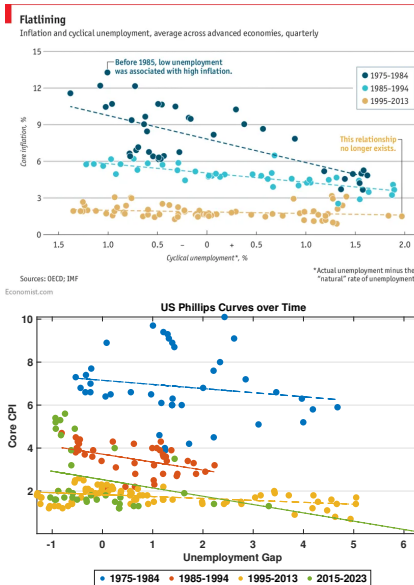 Flatlining
Inflation and cyclical unemployment, average across advanced economies, quarterly
15
Before 1985, low unemployment
was associated with high inflation.
1975-1984
1985-1994
1995-2013
12
Core inflation, %
9
This relationship
no longer exists.
6
3
0
1.5 1.0 0.5 – 0 + 0.5 1.0 1.5 2.0
Cyclical unemployment*, %
Sources: OECD; IMF
*Actual unemployment minus the
"natural" rate of unemployment
Economist.com
US Phillips Curves over Time
10
8
6
4
2
Core CPI
-1 0 1 2 3 4 5 6
Unemployment Gap
1975-1984 1985-1994 1995-2013 2015-2023